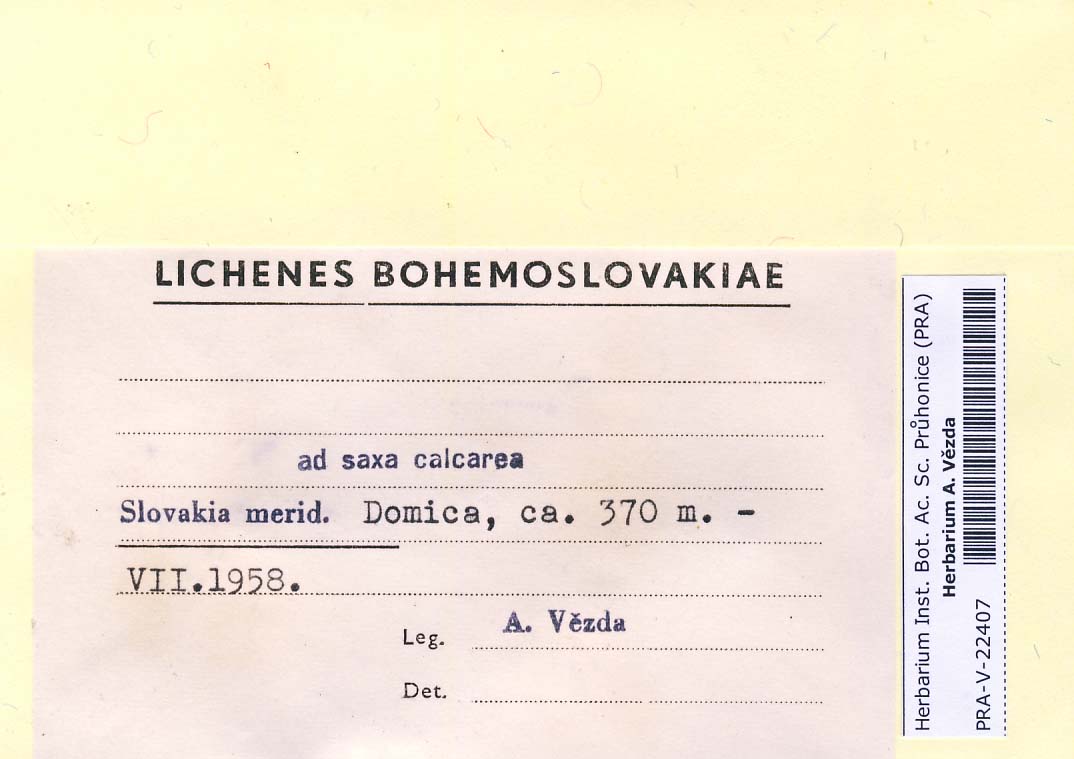 LICHENES BOHEMOSLOVAKIAE
ad saxa calcarea
Slovakia merid. Domica, ca. 370 m. -
VII.1958.
Leg. A. Vězda
Det.
Herbarium Inst. Bot. Ac. Sc. Průhonice (PRA)
Herbarium A. Vězda
PRA-V-22407